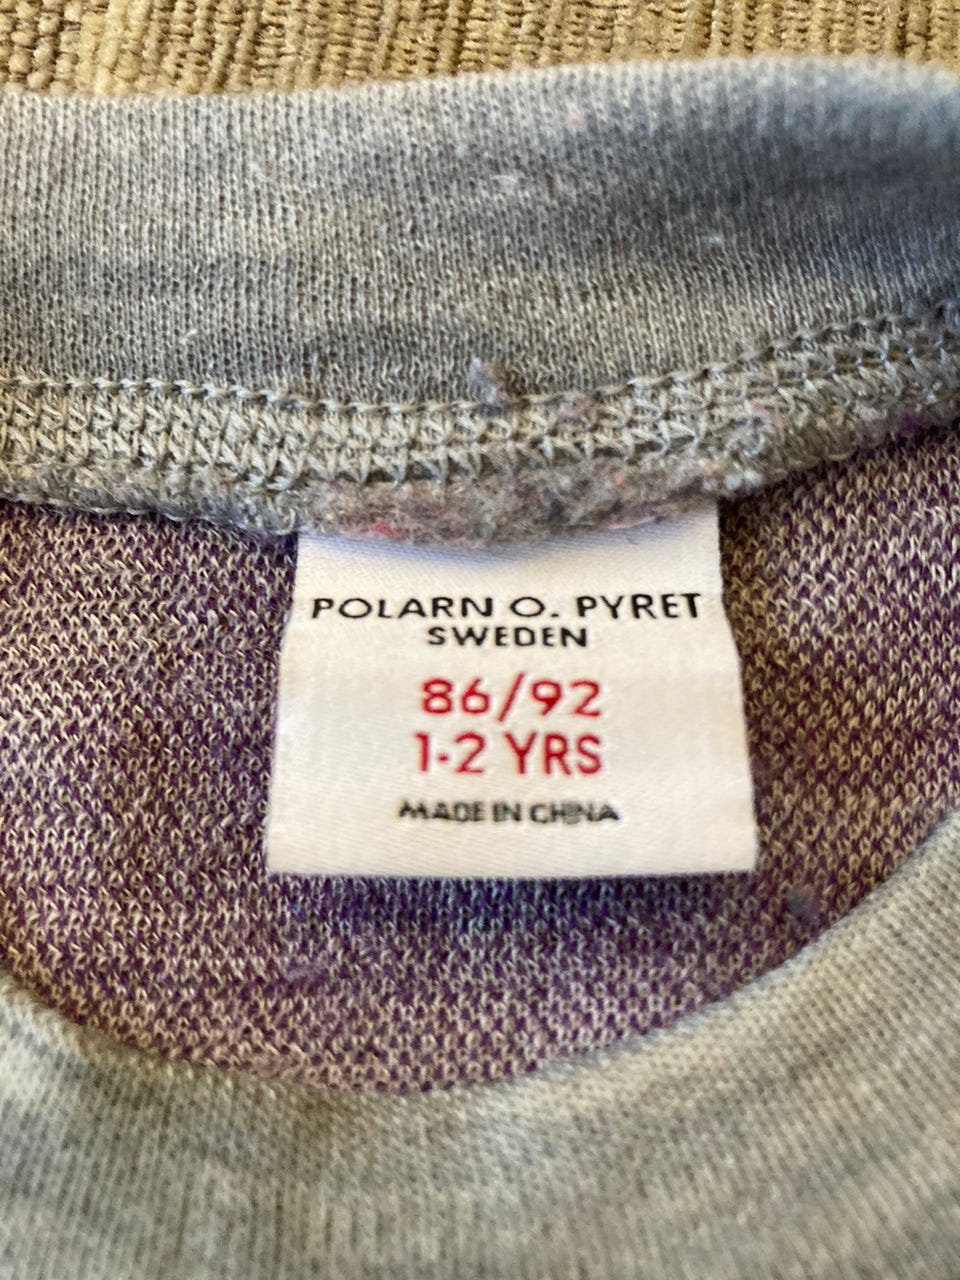 POLARN O. PYRET
SWEDEN
86/92
1-2 YRS
MADE IN CHINA